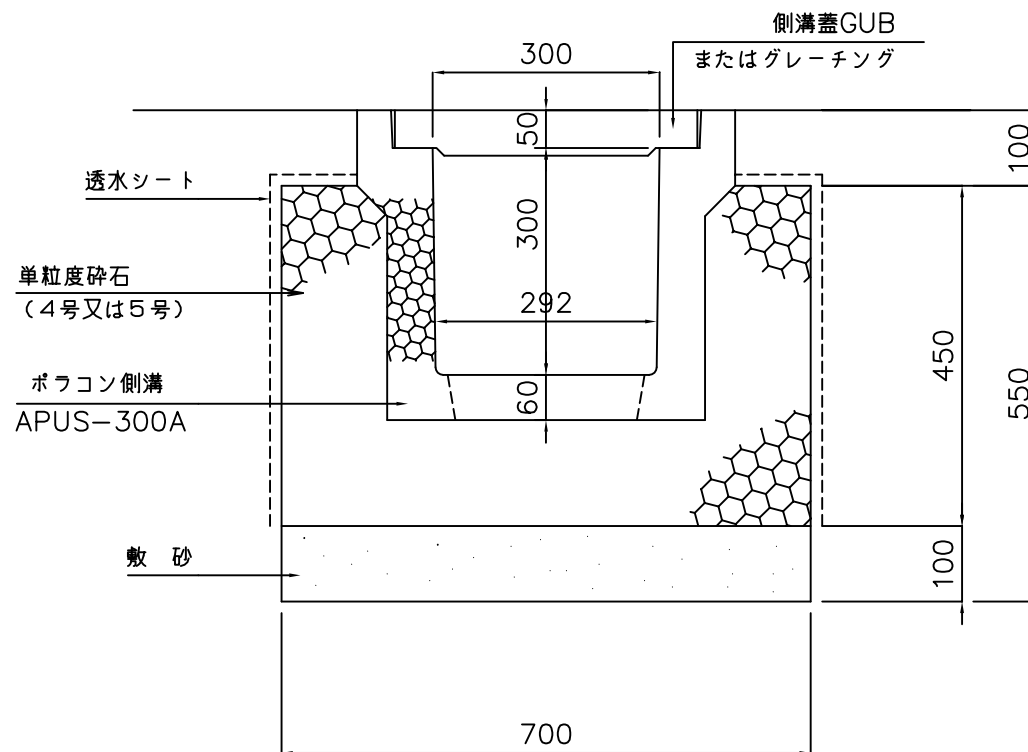 側溝蓋GUB
またはグレーチング
300
50
100
透水シート
300
単粒度砕石
(4号又は5号)
292
450
ポラコン側溝
APUS-300A
60
550
敷 砂
100
700